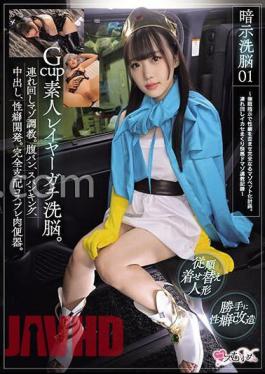 暗示洗脳01
Gcup素人レイヤーガチ洗脳。
連れ回してマゾ調教。腹パン、スパンキング、
中出し、性癖開発。完全支配コスプレ肉便器。
従順
着せ替え
人形
勝手に
性癖改造
JAVHD